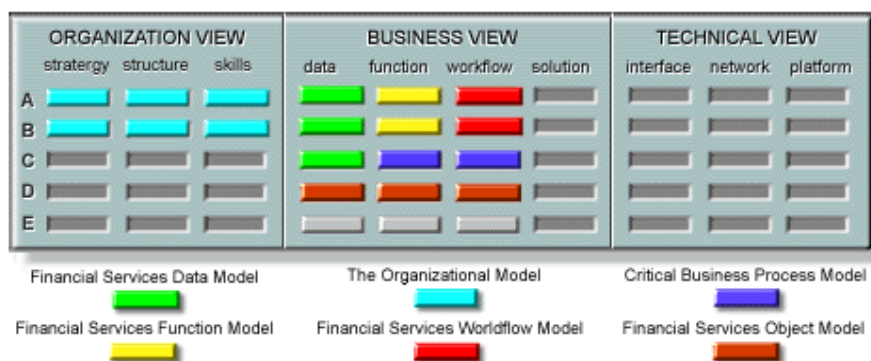 ORGANIZATION VIEW BUSINESS VIEW TECHNICAL VIEW
stratergy structure skills data function workflow solution interface network platform
A
B
C
D
E
Financial Services Data Model The Organizational Model Critical Business Process Model
Financial Services Function Model Financial Services Worldflow Model Financial Services Object Model